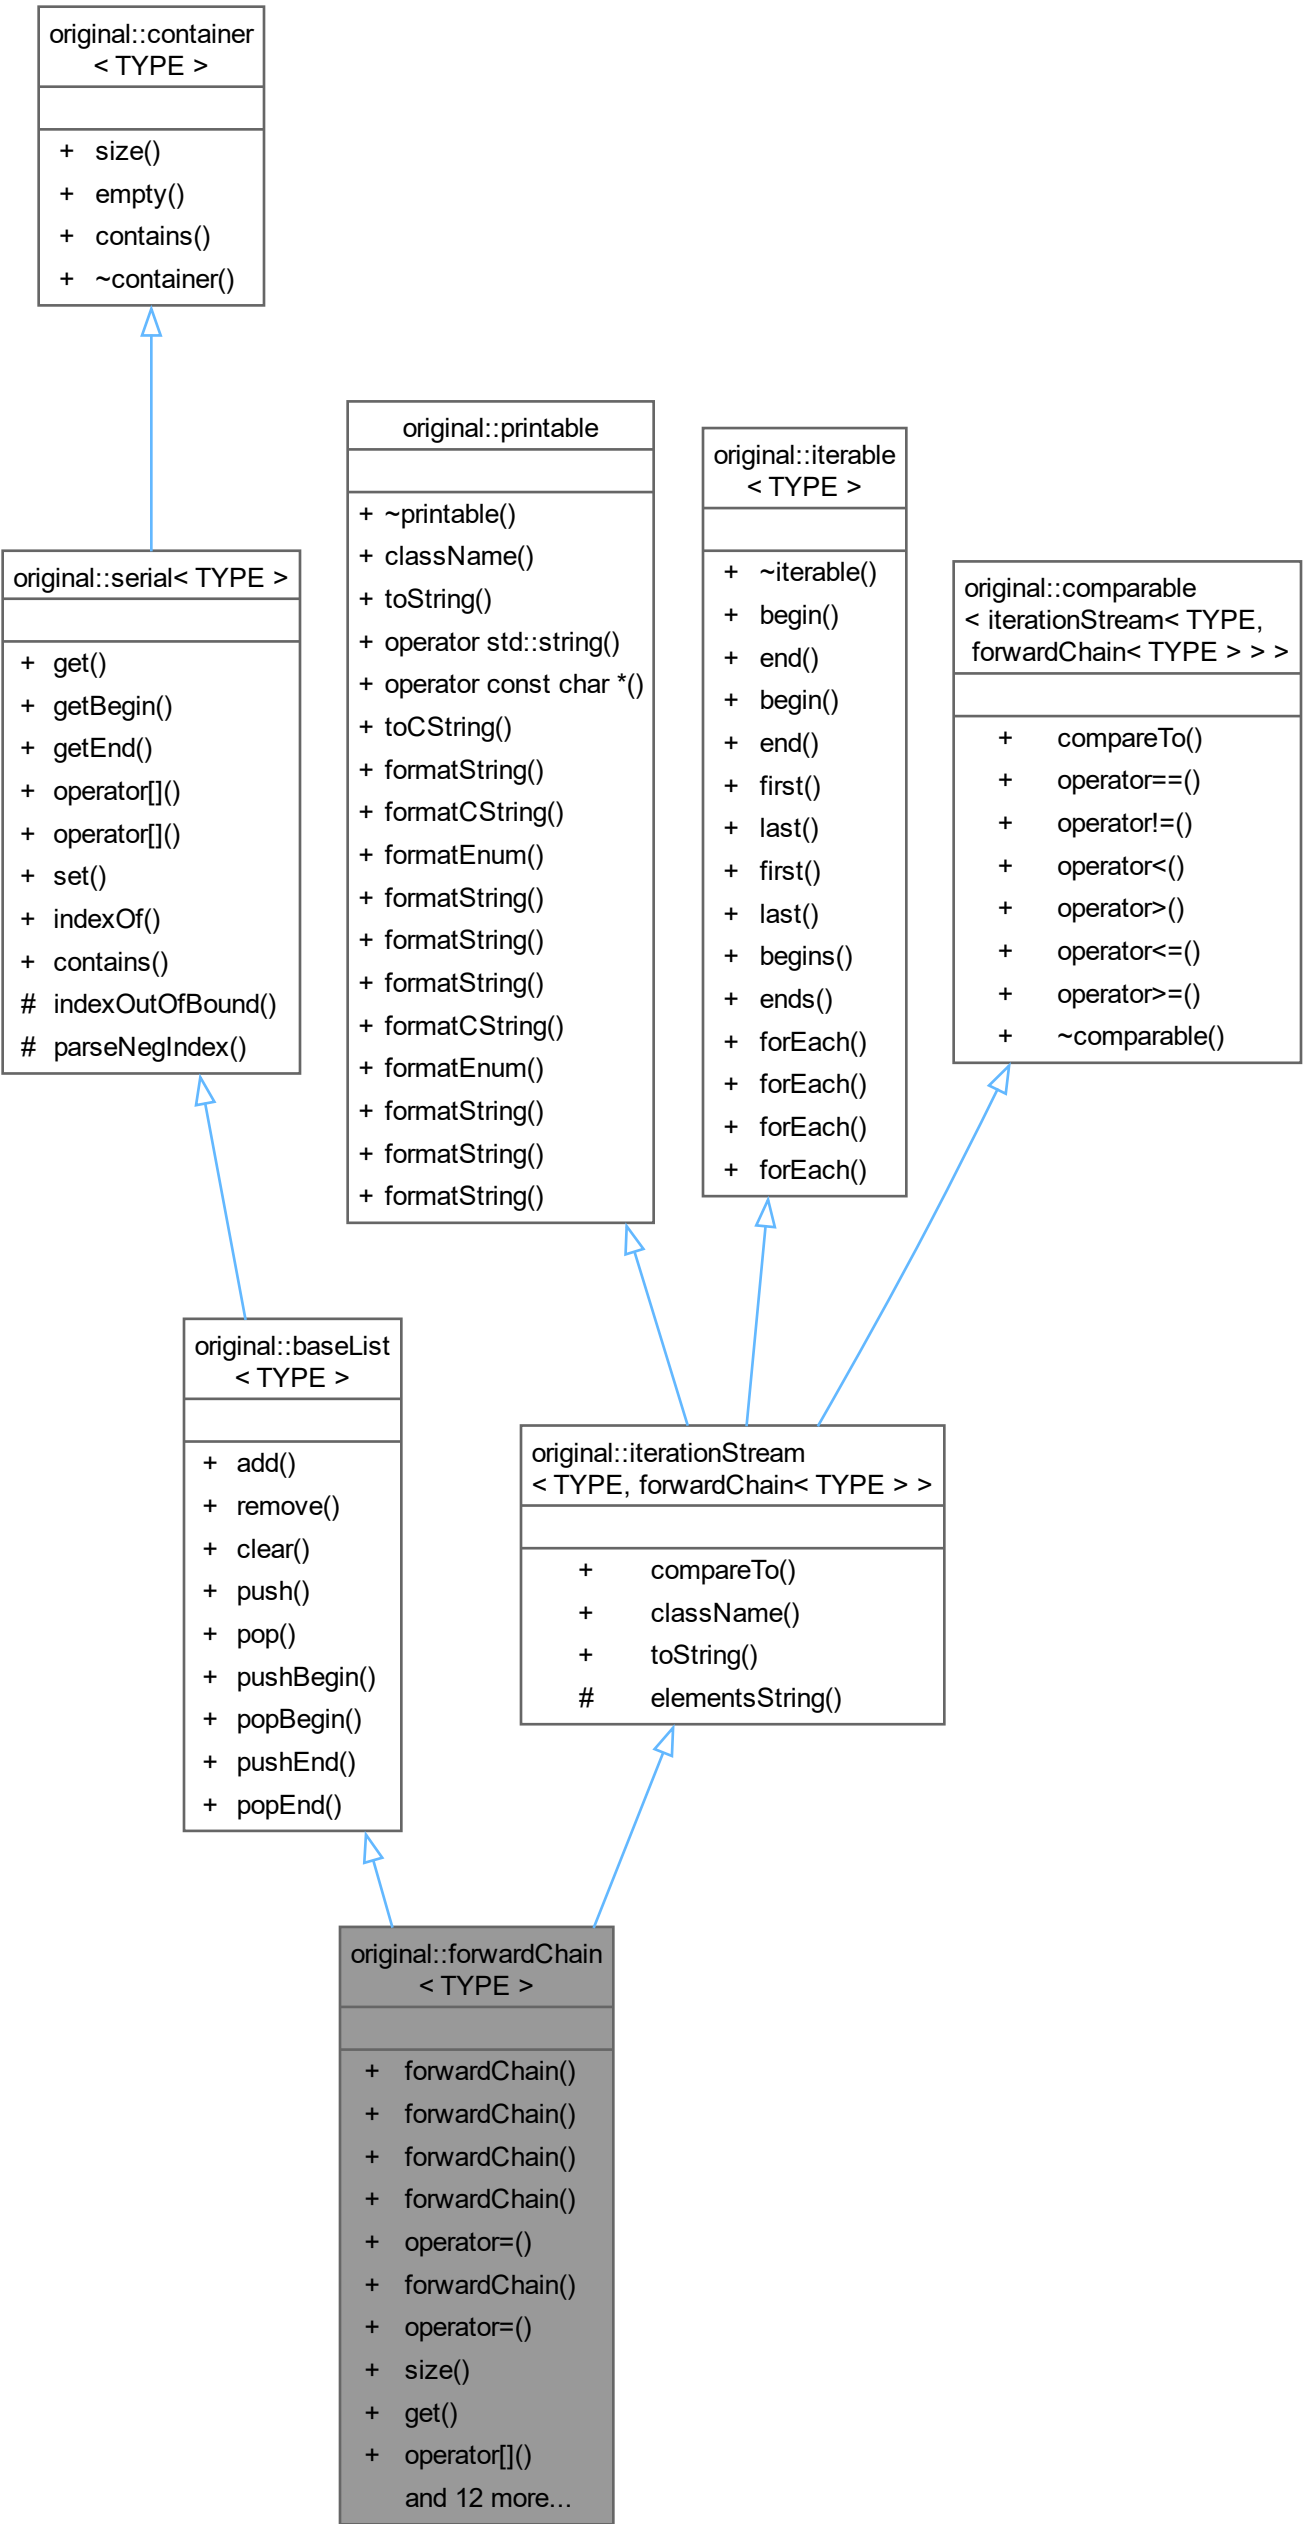 original::container
< TYPE >
+ size()
+ empty()
+ contains()
+ ~container()
original::serial< TYPE >
+ get()
+ getBegin()
+ getEnd()
+ operator[]()
+ operator[]()
+ set()
+ indexOf()
+ contains()
# indexOutOfBound()
# parseNegIndex()
original::printable
+ ~printable()
+ className()
+ toString()
+ operator std::string()
+ operator const char *()
+ toCString()
+ formatString()
+ formatCString()
+ formatEnum()
+ formatString()
+ formatString()
+ formatString()
+ formatCString()
+ formatEnum()
+ formatString()
+ formatString()
+ formatString()
original::iterable
< TYPE >
+ ~iterable()
+ begin()
+ end()
+ begin()
+ end()
+ first()
+ last()
+ first()
+ last()
+ begins()
+ ends()
+ forEach()
+ forEach()
+ forEach()
+ forEach()
original::comparable
< iterationStream< TYPE,
forwardChain< TYPE > > >
+ compareTo()
+ operator==()
+ operator!=()
+ operator<()
+ operator>()
+ operator<=()
+ operator>=()
+ ~comparable()
original::baseList
< TYPE >
+ add()
+ remove()
+ clear()
+ push()
+ pop()
+ pushBegin()
+ popBegin()
+ pushEnd()
+ popEnd()
original::iterationStream
< TYPE, forwardChain< TYPE > >
+ compareTo()
+ className()
+ toString()
# elementsString()
original::forwardChain
< TYPE >
+ forwardChain()
+ forwardChain()
+ forwardChain()
+ forwardChain()
+ operator=()
+ forwardChain()
+ operator=()
+ size()
+ get()
+ operator[]()
and 12 more...